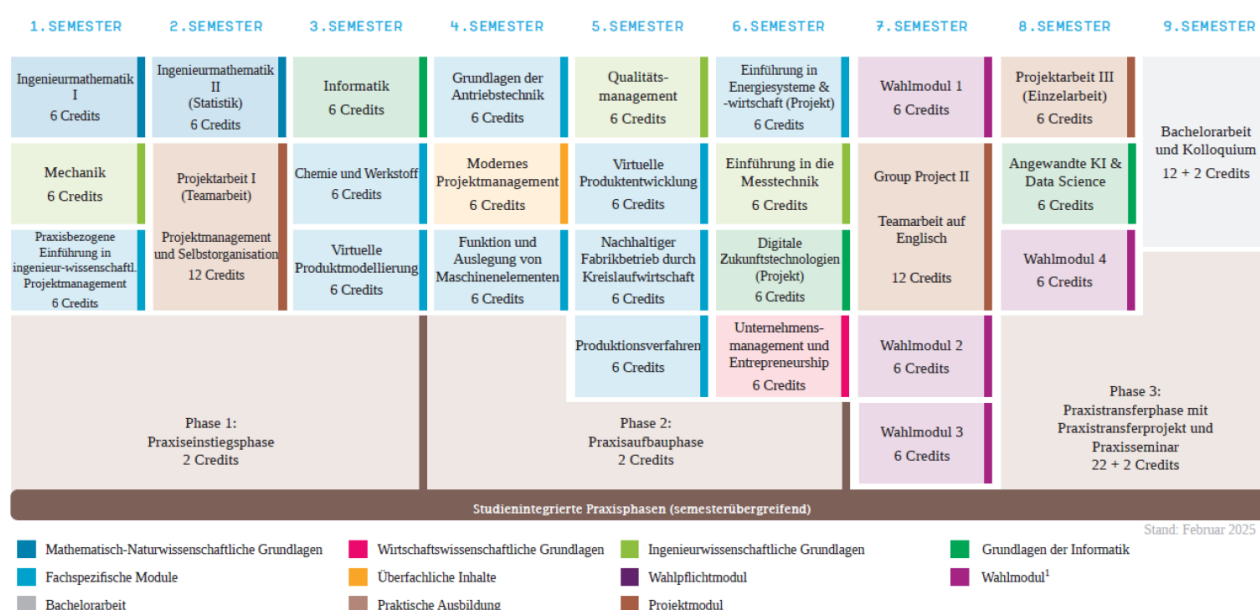 1.SEMESTER
2.SEMESTER
3.SEMESTER
4.SEMESTER
5.SEMESTER
6.SEMESTER
7.SEMESTER
8.SEMESTER
9.SEMESTER
Ingenieurmathematik
I
6 Credits
Ingenieurmathematik
II
(Statistik)
6 Credits
Informatik
6 Credits
Grundlagen der
Antriebstechnik
6 Credits
Qualitäts-
management
6 Credits
Einführung in
Energiesysteme &
-wirtschaft (Projekt)
6 Credits
Wahlmodul 1
6 Credits
Projektarbeit III
(Einzelarbeit)
6 Credits
Bachelorarbeit
und Kolloquium
12 + 2 Credits
Mechanik
6 Credits
Projektarbeit I
(Teamarbeit)
Projektmanagement
und Selbstorganisation
12 Credits
Chemie und Werkstoff
6 Credits
Modernes
Projektmanagement
6 Credits
Virtuelle
Produktentwicklung
6 Credits
Einführung in die
Messtechnik
6 Credits
Group Project II
Teamarbeit auf
Englisch
12 Credits
Angewandte KI &
Data Science
6 Credits
Praxisbezogene
Einführung in
ingenieur-wissenschaftl.
Projektmanagement
6 Credits
Virtuelle
Produktmodellierung
6 Credits
Funktion und
Auslegung von
Maschinenelementen
6 Credits
Nachhaltiger
Fabrikbetrieb durch
Kreislaufwirtschaft
6 Credits
Digitale
Zukunftstechnologien
(Projekt)
6 Credits
Wahlmodul 4
6 Credits
Produktionsverfahren
6 Credits
Unternehmens-
management und
Entrepreneurship
6 Credits
Wahlmodul 2
6 Credits
Phase 1:
Praxiseinstiegsphase
2 Credits
Phase 2:
Praxisaufbauphase
2 Credits
Wahlmodul 3
6 Credits
Phase 3:
Praxistransferphase mit
Praxistransferprojekt und
Praxisseminar
22 + 2 Credits
Studienintegrierte Praxisphasen (semesterübergreifend)
Stand: Februar 2025
Mathematisch-Naturwissenschaftliche Grundlagen
Wirtschaftswissenschaftliche Grundlagen
Ingenieurwissenschaftliche Grundlagen
Grundlagen der Informatik
Fachspezifische Module
Überfachliche Inhalte
Wahlpflichtmodul
Wahlmodul¹
Bachelorarbeit
Praktische Ausbildung
Projektmodul